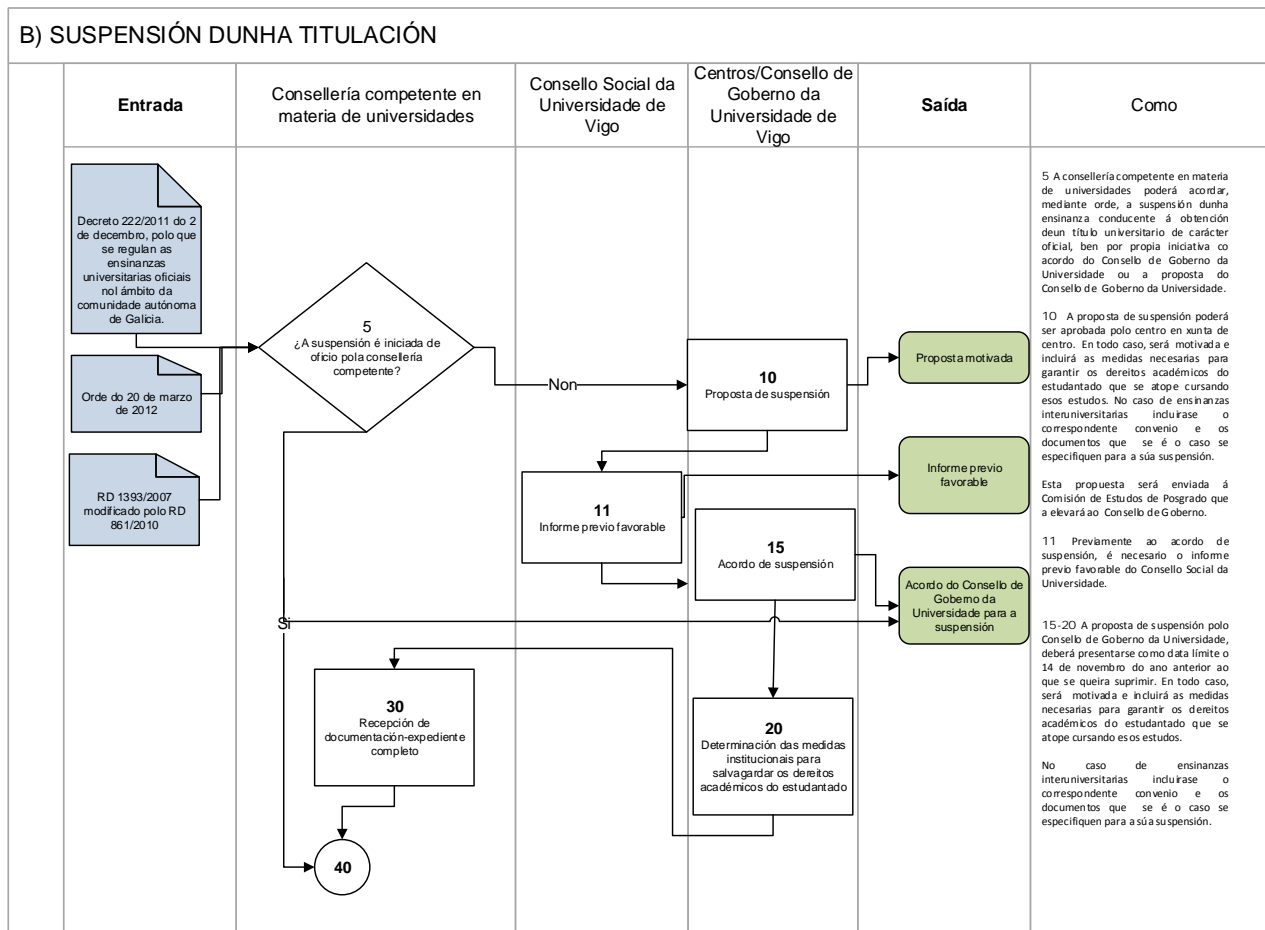 B) SUSPENSIÓN DUNHA TITULACIÓN
Entrada
Consellería competente en
materia de universidades
Consello Social da
Universidade de
Vigo
Centros/Consello de
Goberno da
Universidade de
Vigo
Saída
Como
Decreto 222/2011 do 2
de decembro, polo que
se regulan as
ensinanzas
universitarias oficiais
nol ámbito da
comunidade autónoma
de Galicia.
Orde do 20 de marzo
de 2012
RD 1393/2007
modificado polo RD
861/2010
5
¿A suspensión é iniciada de
oficio pola consellería
competente?
Non
Si
10
Proposta de suspensión
11
Informe previo favorable
15
Acordo de suspensión
20
Determinación das medidas
institucionais para
salvagardar os dereitos
académicos do estudantado
30
Recepción de
documentación-expediente
completo
40
Proposta motivada
Informe previo
favorable
Acordo do Consello de
Goberno da
Universidade para a
suspensión
5 A consellería competente en materia
de universidades poderá acordar,
mediante orde, a suspensión dunha
ensinanza conducente á obtención
deun título universitario de carácter
oficial, ben por propia iniciativa co
acordo do Consello de Goberno da
Universidade ou a proposta do
Consello de Goberno da Universidade.
10 A proposta de suspensión poderá
ser aprobada polo centro en xunta de
centro. En todo caso, será motivada e
incluirá as medidas necesarias para
garantir os dereitos académicos do
estudantado que se atope cursando
esos estudos. No caso de ensinanzas
interuniversitarias incluirase o
correspondente convenio e os
documentos que se é o caso se
especifiquen para a súa suspensión.
Esta propuesta será enviada á
Comisión de Estudos de Posgrado que
a elevará ao Consello de Goberno.
11 Previamente ao acordo de
suspensión, é necesario o informe
previo favorable do Consello Social da
Universidade.
15-20 A proposta de suspensión polo
Consello de Goberno da Universidade,
deberá presentarse como data límite o
14 de novembro do ano anterior ao
que se queira suprimir. En todo caso,
será motivada e incluirá as medidas
necesarias para garantir os dereitos
académicos do estudantado que se
atope cursando esos estudos.
No caso de ensinanzas
interuniversitarias incluirase o
correspondente convenio e os
documentos que se é o caso se
especifiquen para a súa suspensión.